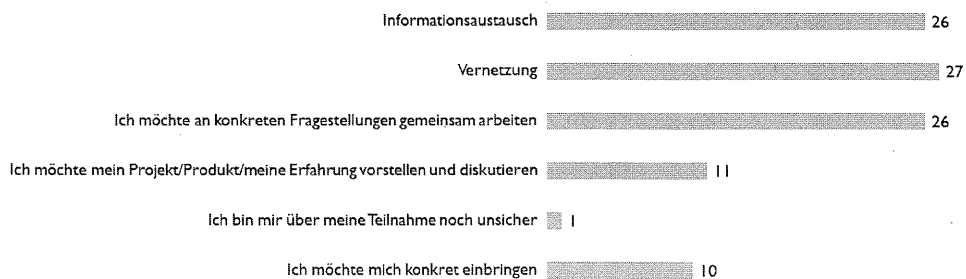 Informationsaustausch 26
Vernetzung 27
Ich möchte an konkreten Fragestellungen gemeinsam arbeiten 26
Ich möchte mein Projekt/Produkt/meine Erfahrung vorstellen und diskutieren 11
Ich bin mir über meine Teilnahme noch unsicher 1
Ich möchte mich konkret einbringen 10